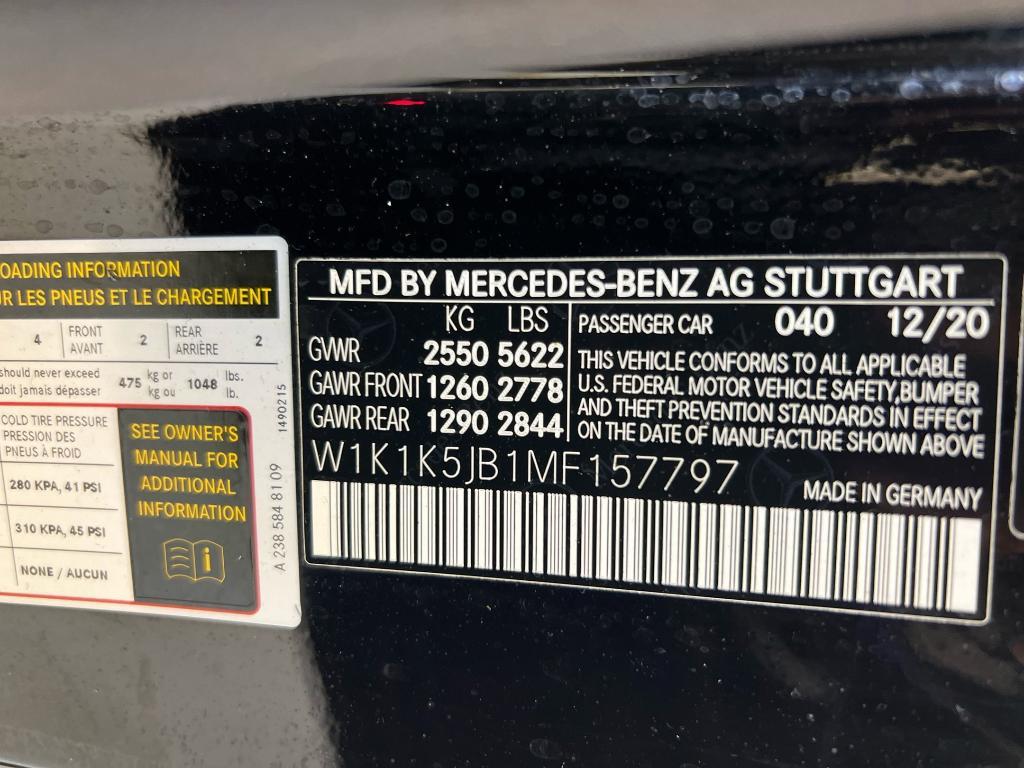 OADING INFORMATION
R LES PNEUS ET LE CHARGEMENT
4 FRONT AVANT 2 REAR ARRIÈRE 2
should never exceed
doit jamais dépasser
475 kg or kg ou 1048 lbs. lb.
COLD TIRE PRESSURE
PRESSION DES
PNEUS À FROID
280 KPA, 41 PSI
310 KPA, 45 PSI
NONE / AUCUN
SEE OWNER'S
MANUAL FOR
ADDITIONAL
INFORMATION
1490215
A 238 584 81 09
MFD BY MERCEDES-BENZ AG STUTTGART
KG LBS
GVWR 2550 5622
GAWR FRONT 1260 2778
GAWR REAR 1290 2844
PASSENGER CAR 040 12/20
THIS VEHICLE CONFORMS TO ALL APPLICABLE
U.S. FEDERAL MOTOR VEHICLE SAFETY,BUMPER
AND THEFT PREVENTION STANDARDS IN EFFECT
ON THE DATE OF MANUFACTURE SHOWN ABOVE
W1K1K5JB1MF157797
MADE IN GERMANY